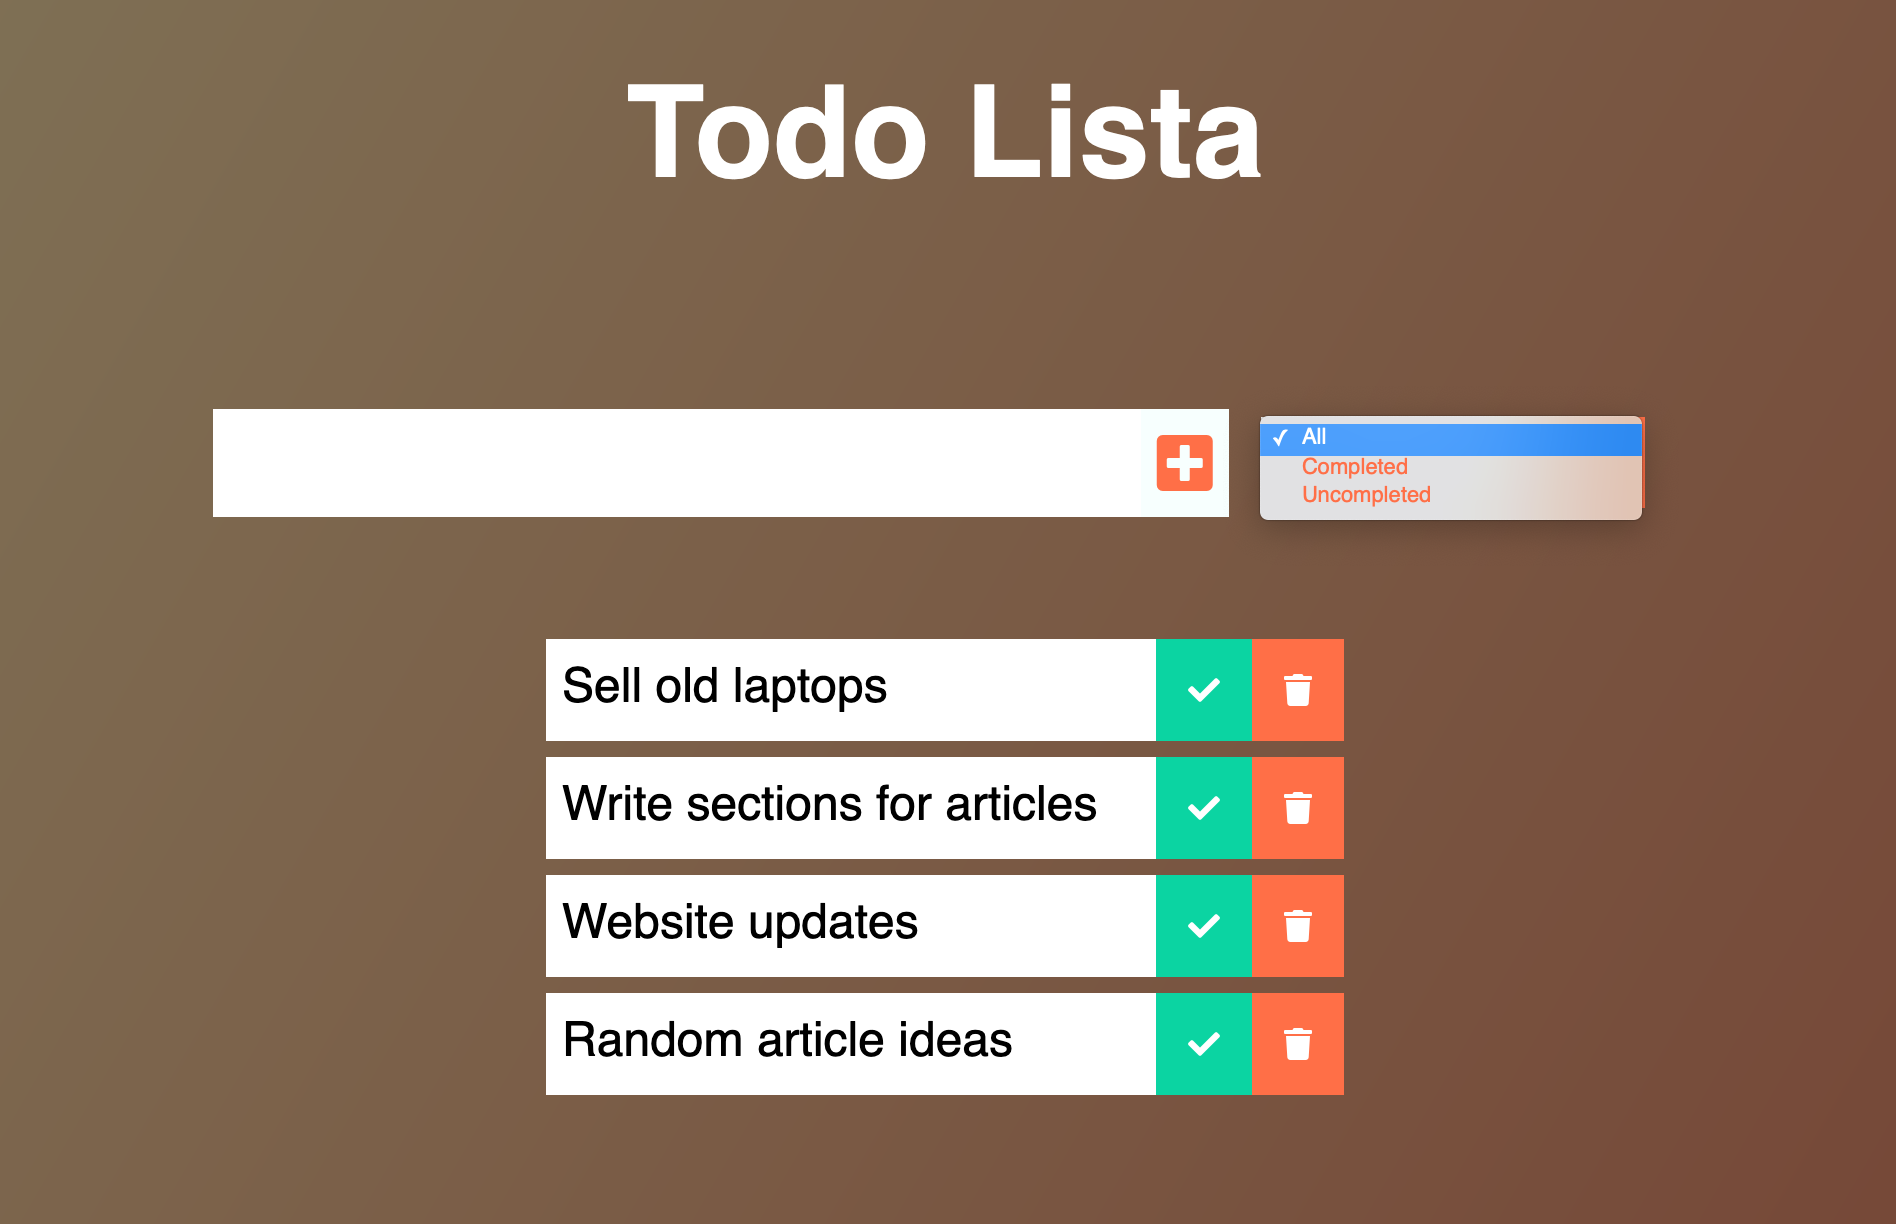 Todo Lista
All
Completed
Uncompleted
Sell old laptops
Write sections for articles
Website updates
Random article ideas